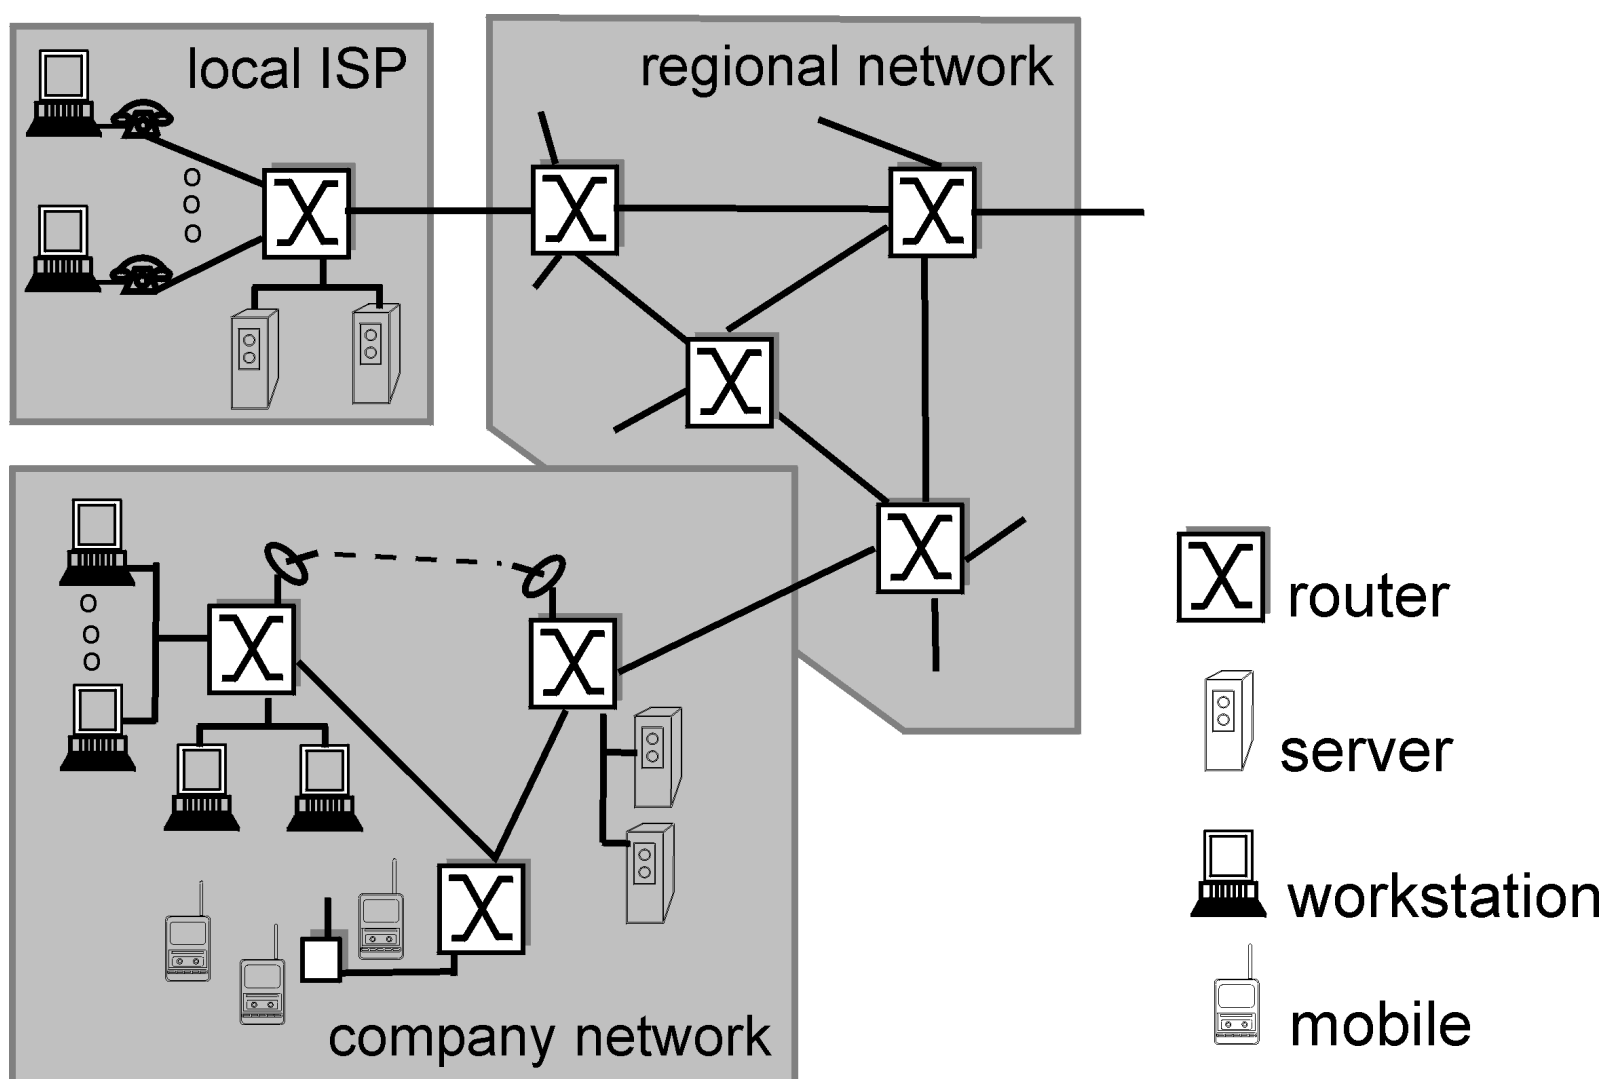 local ISP
regional network
company network
router
server
workstation
mobile